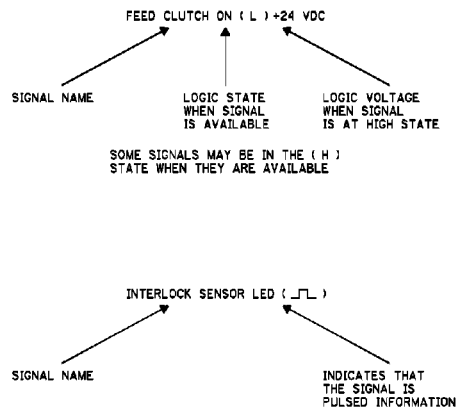 FEED CLUTCH ON ( L ) +24 VDC
SIGNAL NAME
LOGIC STATE
WHEN SIGNAL
IS AVAILABLE
LOGIC VOLTAGE
WHEN SIGNAL
IS AT HIGH STATE
SOME SIGNALS MAY BE IN THE ( H )
STATE WHEN THEY ARE AVAILABLE
INTERLOCK SENSOR LED ( )
SIGNAL NAME
INDICATES THAT
THE SIGNAL IS
PULSED INFORMATION